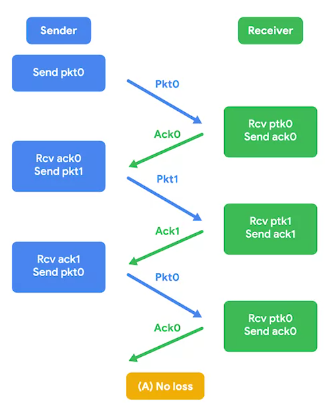 Sender
Receiver
Send pkt0
Pkt0
Rcv ptk0
Send ack0
Ack0
Rcv ack0
Send pkt1
Pkt1
Rcv ptk1
Send ack1
Ack1
Rcv ack1
Send pkt0
Pkt0
Rcv ptk0
Send ack0
Ack0
(A) No loss